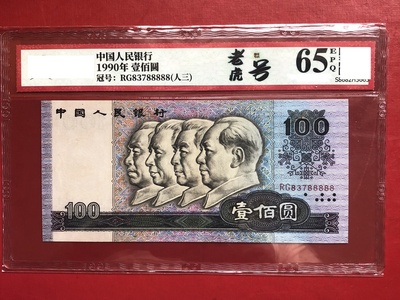 中国人民银行
1990年 壹佰圆
冠号：RG83788888(人三)
老虎号
65 EPQ
中国人民银行
100
RG83788888
100
壹佰圆